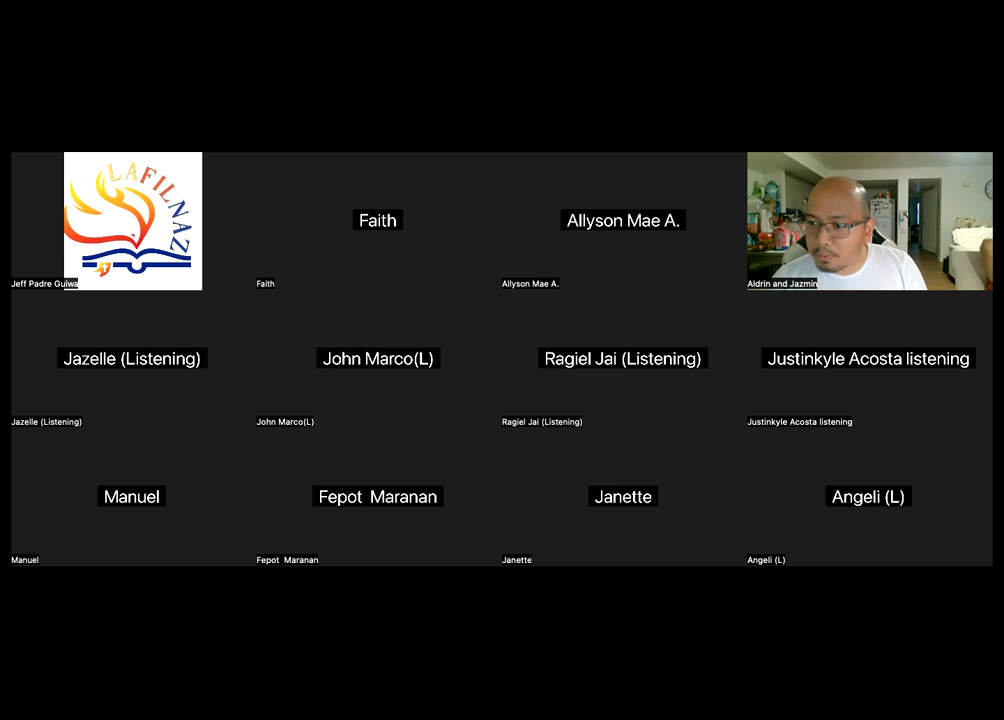 LAFILNAZ
Jeff Padre Guiwa
Faith
Faith
Allyson Mae A.
Allyson Mae A.
Aldrin and Jazmin
Jazelle (Listening)
Jazelle (Listening)
John Marco(L)
John Marco(L)
Ragiel Jai (Listening)
Ragiel Jai (Listening)
Justinkyle Acosta listening
Justinkyle Acosta listening
Manuel
Manuel
Fepot Maranan
Fepot Maranan
Janette
Janette
Angeli (L)
Angeli (L)